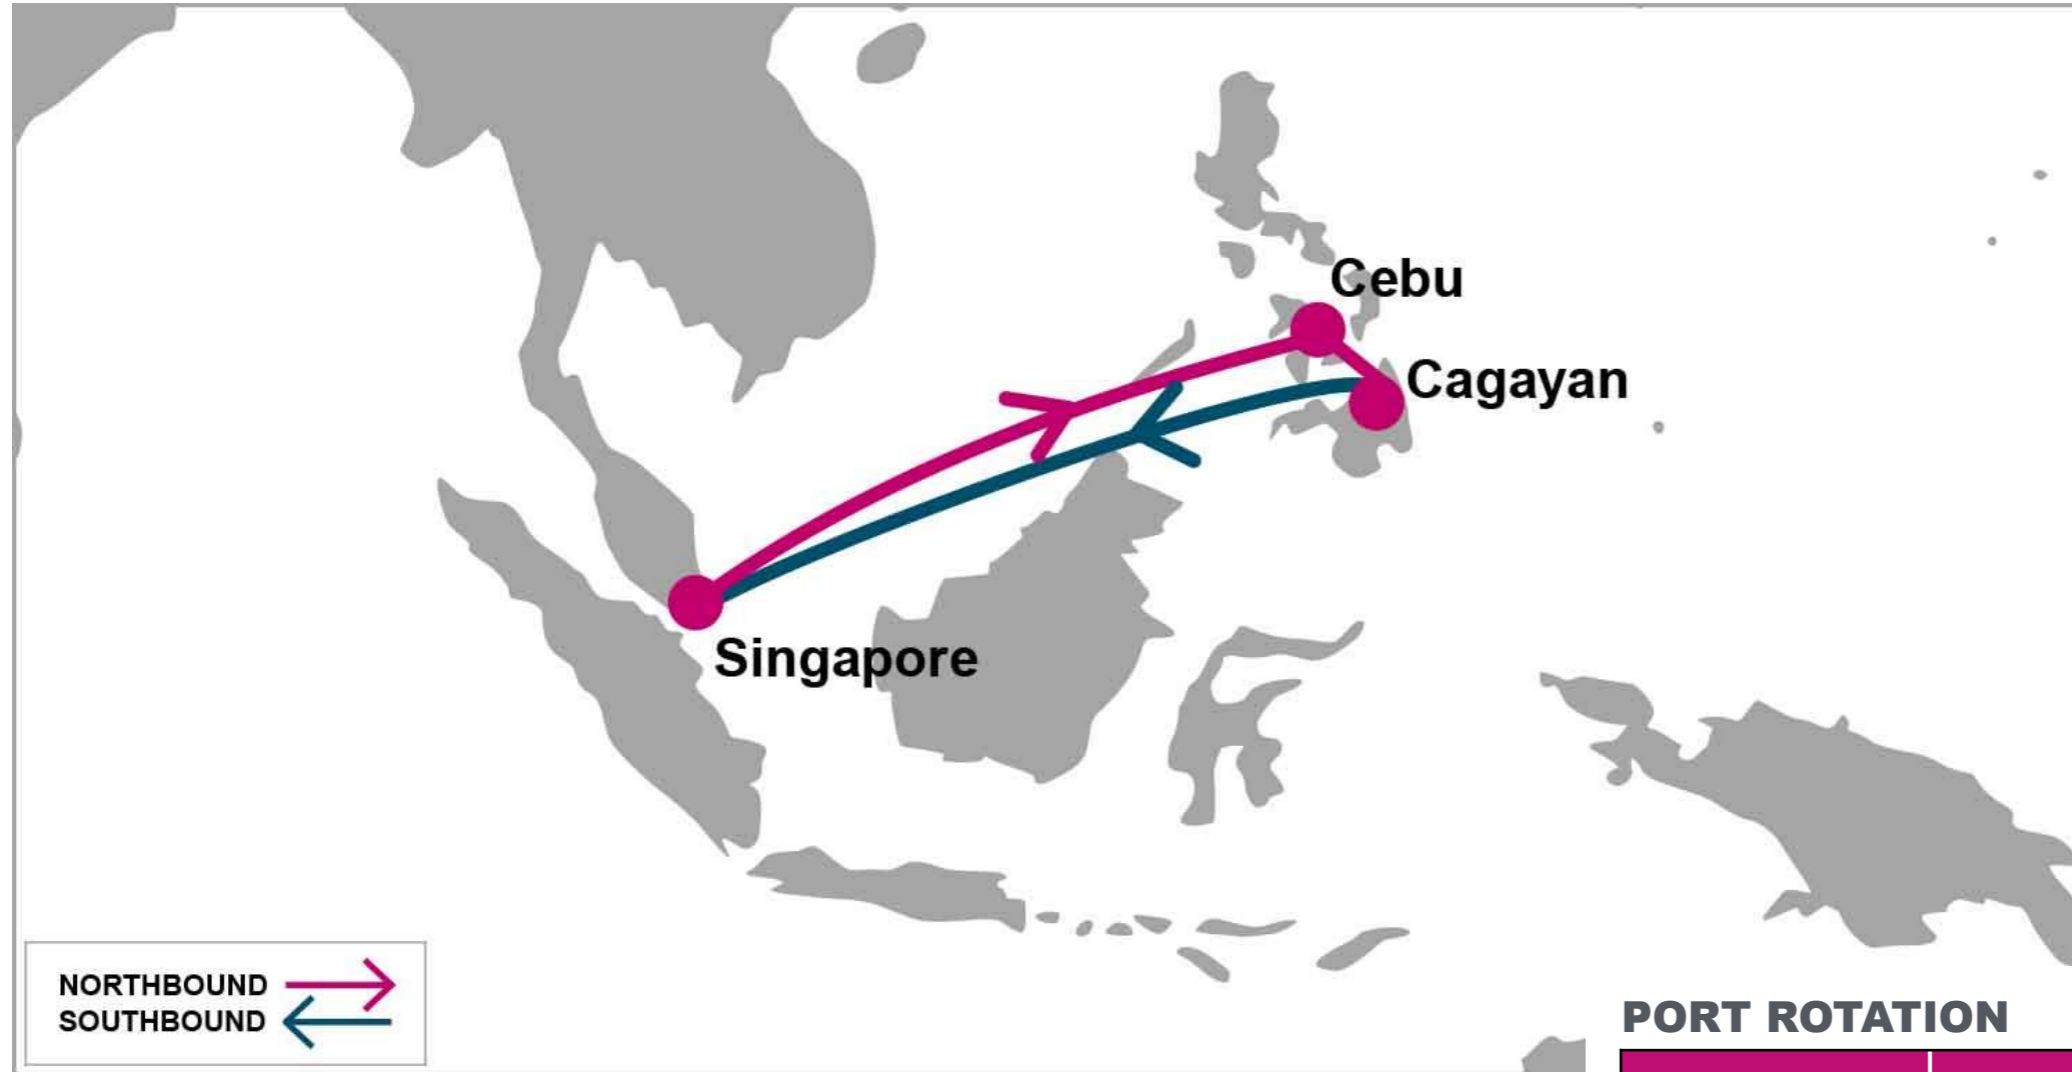 Cebu
Cagayan
Singapore
NORTHBOUND
SOUTHBOUND
PORT ROTATION